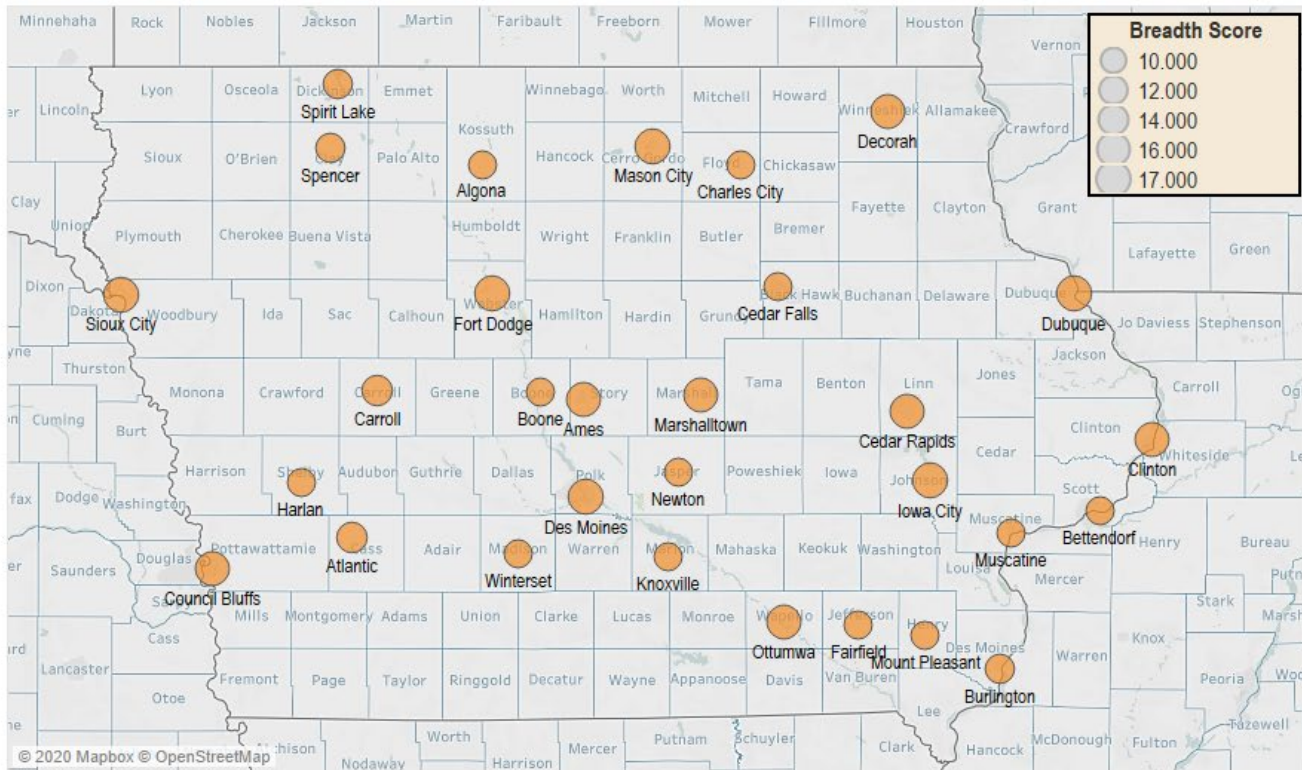 Minnehaha Rock Nobles Jackson Martin Faribault Freeborn Mower Fillmore Houston
Vernon
Breadth Score
10.000
12.000
14.000
16.000
17.000
Lyon Osceola Dickinson Emmet Winnebago Worth Mitchell Howard Winneshiek Allamakee
Lincoln Crawford
Spirit Lake
Kossuth
Decorah
Sioux O'Brien Clay Palo Alto Hancock Cerro Gordo Floyd Chickasaw
Spencer Algona Mason City Charles City
Clay
Union
Fayette Clayton Grant
Plymouth Cherokee Buena Vista Humboldt Wright Franklin Butler Bremer
Lafayette Green
Dixon
Dakota
Sioux City
Woodbury Ida Sac Calhoun Webster Hamilton Hardin Grundy Black Hawk Buchanan Delaware Dubuque
Fort Dodge Cedar Falls Dubuque
Jo Daviess Stephenson
Thurston
Jackson
Monona Crawford Carroll Greene Boone Story Marshall Tama Benton Linn Jones
Carroll
Carroll Boone Ames Marshalltown Cedar Rapids
Cuming
Burt
Clinton
Clinton
Whiteside
Harrison Shelby Audubon Guthrie Dallas Polk Jasper Poweshiek Iowa Johnson Cedar
Harlan Des Moines Newton Iowa City
Scott
Bettendorf
Dodge
Washington
Saunders Douglas
Pottawattamie Cass Adair Madison Warren Marion Mahaska Keokuk Washington Muscatine
Atlantic Winterset Knoxville Muscatine
Louisa
Henry Bureau
Mercer
Council Bluffs
Sarpy
Cass
Mills Montgomery Adams Union Clarke Lucas Monroe Wapello Jefferson Henry Des Moines
Ottumwa Fairfield Mount Pleasant Burlington
Warren Knox Stark
Lancaster
Otoe
Fremont Page Taylor Ringgold Decatur Wayne Appanoose Davis Van Buren Lee
Peoria
Tazewell
Worth Mercer Putnam Schuyler Clark Hancock McDonough Fulton
Nodaway Harrison
© 2020 Mapbox © OpenStreetMap